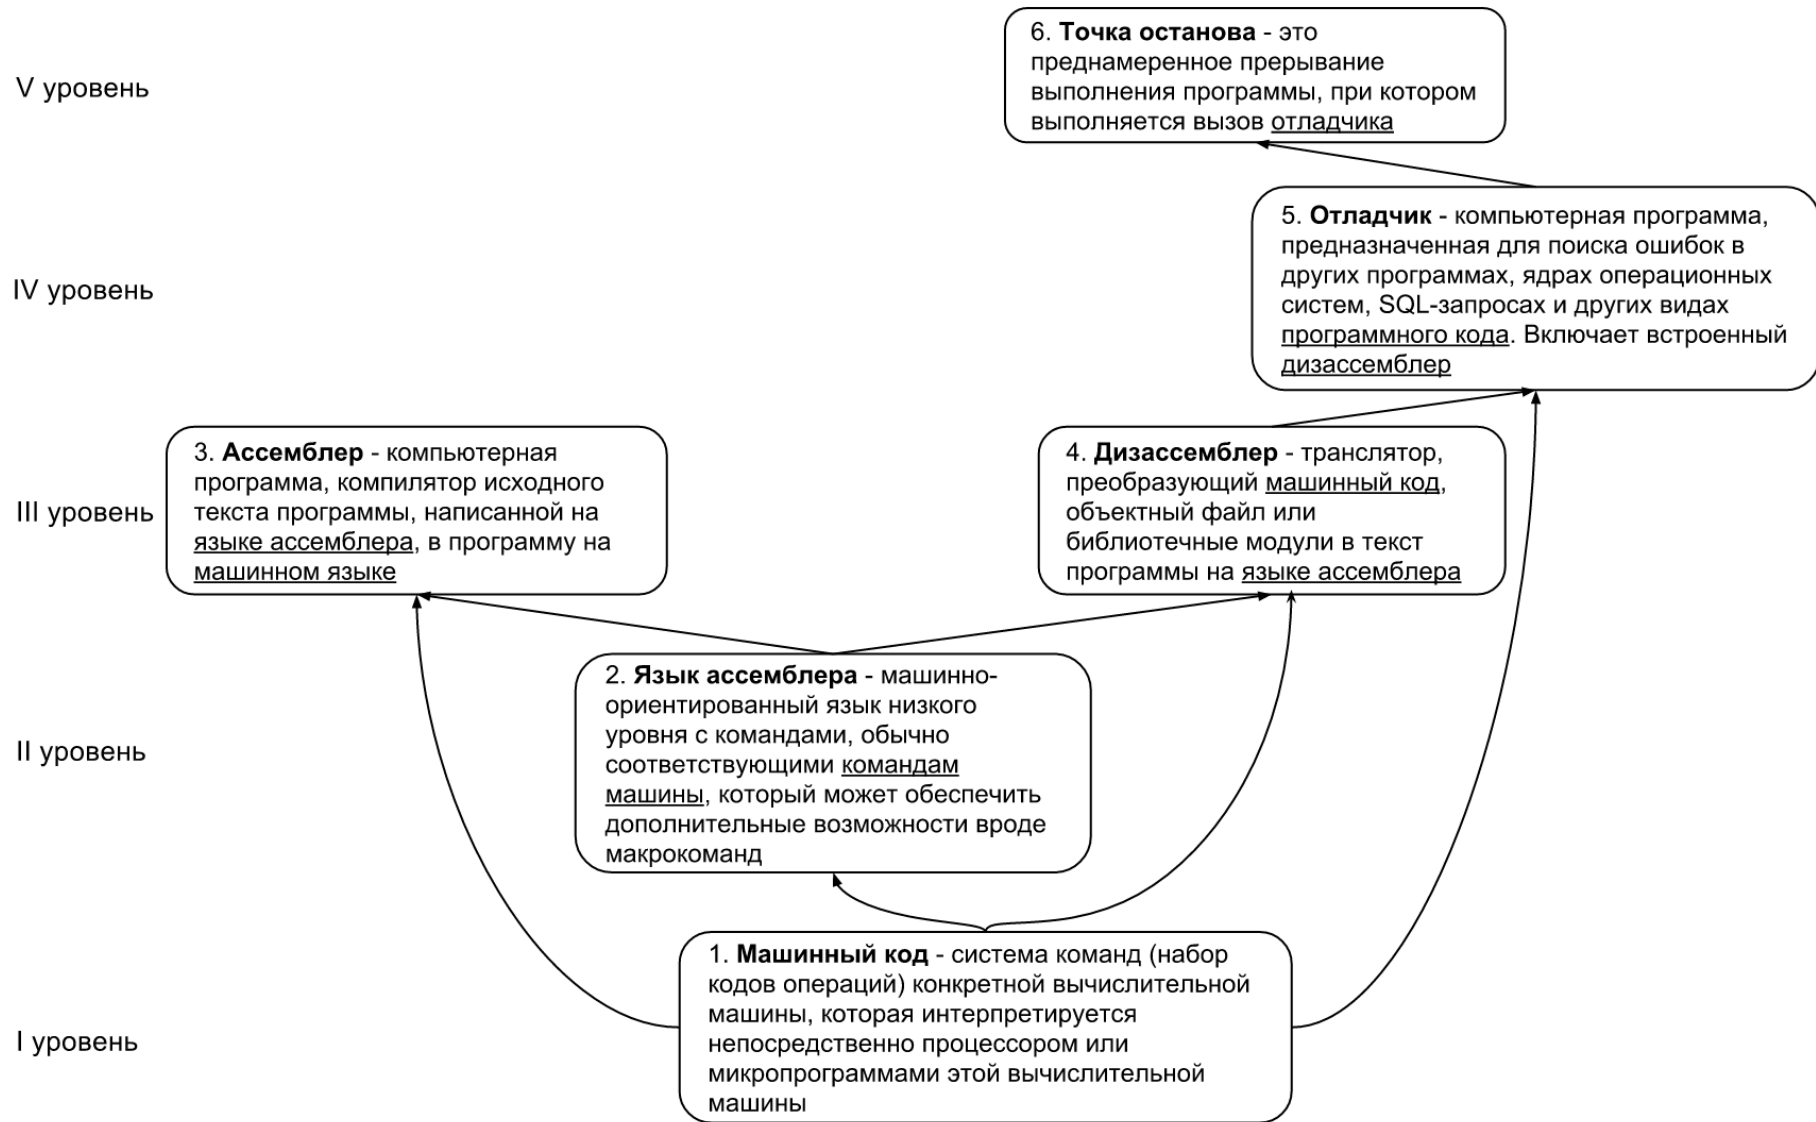 6. Точка останова - это
преднамеренное прерывание
выполнения программы, при котором
выполняется вызов отладчика
V уровень
5. Отладчик - компьютерная программа,
предназначенная для поиска ошибок в
других программах, ядрах операционных
систем, SQL-запросах и других видах
программного кода. Включает встроенный
дизассемблер
IV уровень
3. Ассемблер - компьютерная
программа, компилятор исходного
текста программы, написанной на
языке ассемблера, в программу на
машинном языке
4. Дизассемблер - транслятор,
преобразующий машинный код,
объектный файл или
библиотечные модули в текст
программы на языке ассемблера
III уровень
2. Язык ассемблера - машинно-
ориентированный язык низкого
уровня с командами, обычно
соответствующими командам
машины, который может обеспечить
дополнительные возможности вроде
макрокоманд
II уровень
1. Машинный код - система команд (набор
кодов операций) конкретной вычислительной
машины, которая интерпретируется
непосредственно процессором или
микропрограммами этой вычислительной
машины
I уровень